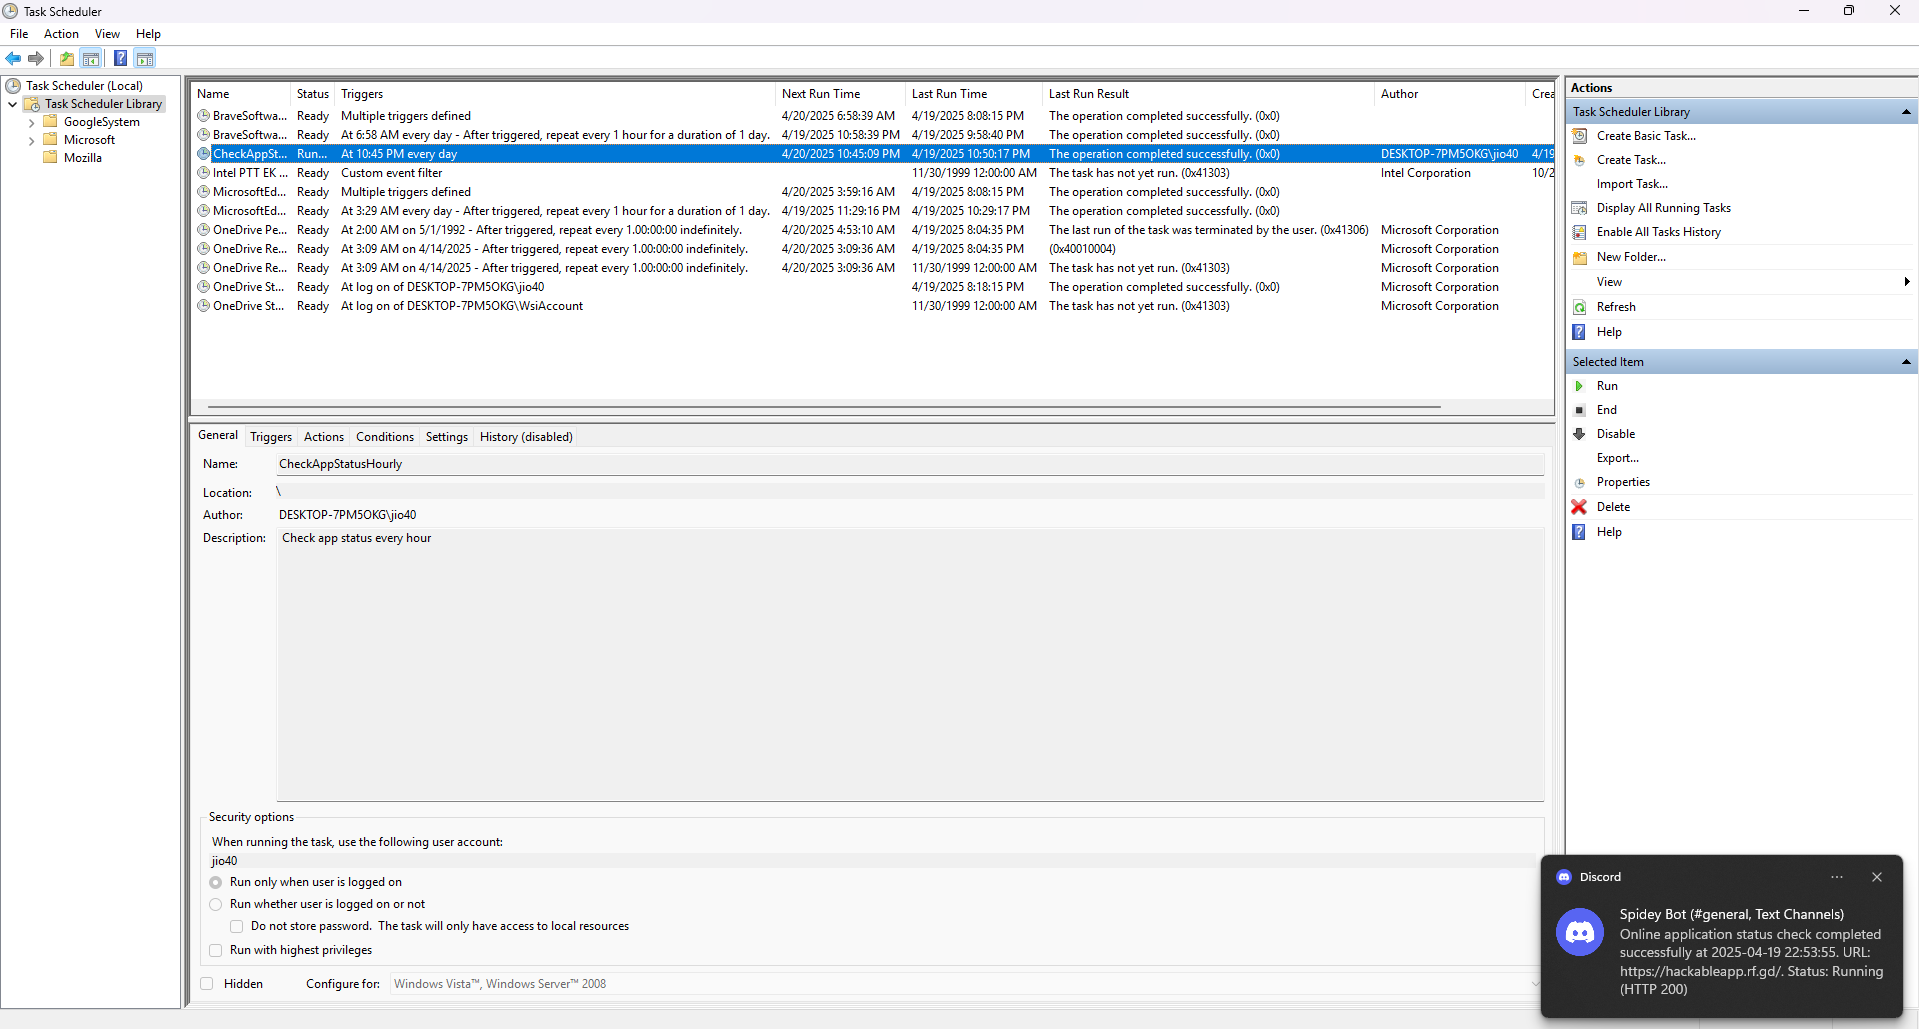 Task Scheduler
File Action View Help
Task Scheduler (Local)
Task Scheduler Library
GoogleSystem
Microsoft
Mozilla
Name Status Triggers Next Run Time Last Run Time Last Run Result Author Crea
BraveSoftwa... Ready Multiple triggers defined 4/20/2025 6:58:39 AM 4/19/2025 8:08:15 PM The operation completed successfully. (0x0)
BraveSoftwa... Ready At 6:58 AM every day - After triggered, repeat every 1 hour for a duration of 1 day. 4/19/2025 10:58:39 PM 4/19/2025 9:58:40 PM The operation completed successfully. (0x0)
CheckAppSt... Run... At 10:45 PM every day 4/20/2025 10:45:09 PM 4/19/2025 10:50:17 PM The operation completed successfully. (0x0) DESKTOP-7PM5OKG\jio40 4/19
Intel PTT EK ... Ready Custom event filter 11/30/1999 12:00:00 AM The task has not yet run. (0x41303) Intel Corporation 10/2
MicrosoftEd... Ready Multiple triggers defined 4/20/2025 3:59:16 AM 4/19/2025 8:08:15 PM The operation completed successfully. (0x0)
MicrosoftEd... Ready At 3:29 AM every day - After triggered, repeat every 1 hour for a duration of 1 day. 4/19/2025 11:29:16 PM 4/19/2025 10:29:17 PM The operation completed successfully. (0x0)
OneDrive Pe... Ready At 2:00 AM on 5/1/1992 - After triggered, repeat every 1.00:00:00 indefinitely. 4/20/2025 4:53:10 AM 4/19/2025 8:04:35 PM The last run of the task was terminated by the user. (0x41306) Microsoft Corporation
OneDrive Re... Ready At 3:09 AM on 4/14/2025 - After triggered, repeat every 1.00:00:00 indefinitely. 4/20/2025 3:09:36 AM 4/19/2025 8:04:35 PM (0x40010004) Microsoft Corporation
OneDrive Re... Ready At 3:09 AM on 4/14/2025 - After triggered, repeat every 1.00:00:00 indefinitely. 4/20/2025 3:09:36 AM 11/30/1999 12:00:00 AM The task has not yet run. (0x41303) Microsoft Corporation
OneDrive St... Ready At log on of DESKTOP-7PM5OKG\jio40 4/19/2025 8:18:15 PM The operation completed successfully. (0x0) Microsoft Corporation
OneDrive St... Ready At log on of DESKTOP-7PM5OKG\WsiAccount 11/30/1999 12:00:00 AM The task has not yet run. (0x41303) Microsoft Corporation
General Triggers Actions Conditions Settings History (disabled)
Name: CheckAppStatusHourly
Location: \
Author: DESKTOP-7PM5OKG\jio40
Description: Check app status every hour
Security options
When running the task, use the following user account:
jio40
Run only when user is logged on
Run whether user is logged on or not
Do not store password. The task will only have access to local resources
Run with highest privileges
Hidden Configure for: Windows Vista™, Windows Server™ 2008
Actions
Task Scheduler Library
Create Basic Task...
Create Task...
Import Task...
Display All Running Tasks
Enable All Tasks History
New Folder...
View
Refresh
Help
Selected Item
Run
End
Disable
Export...
Properties
Delete
Help
Discord
Spidey Bot (#general, Text Channels)
Online application status check completed
successfully at 2025-04-19 22:53:55. URL:
https://hackableapp.rf.gd/. Status: Running
(HTTP 200)